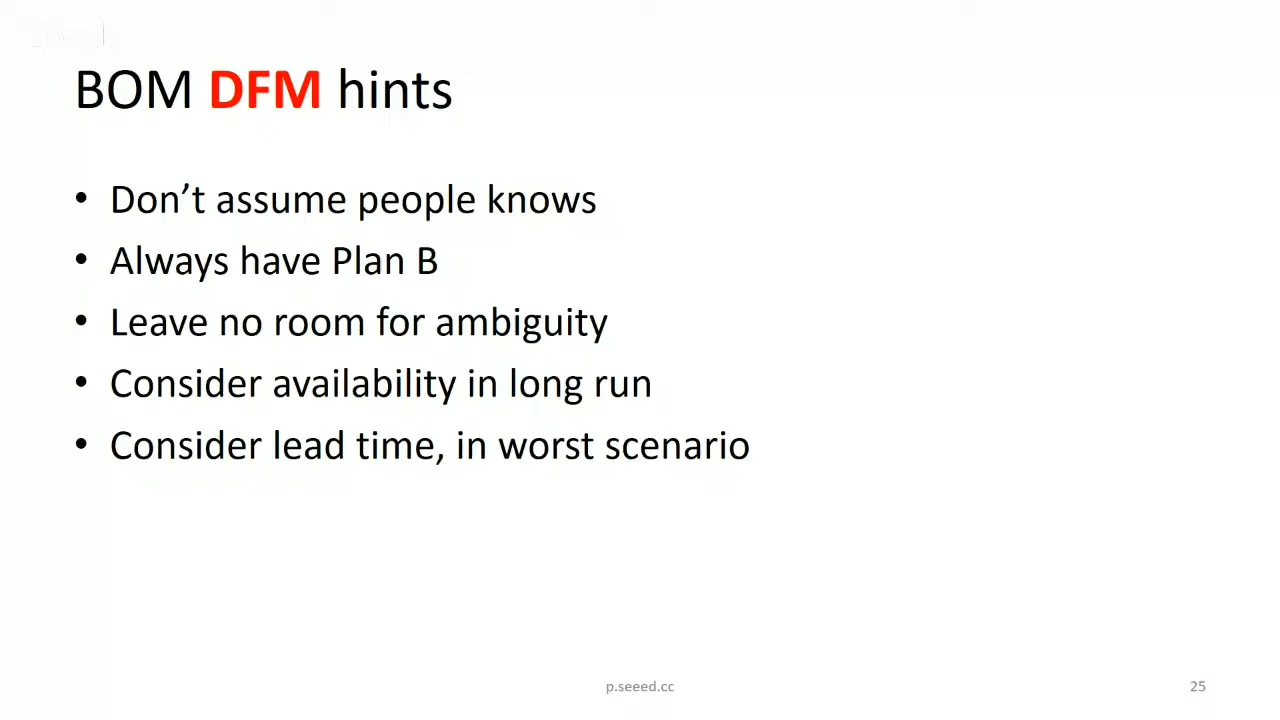 BOM DFM hints
• Don’t assume people knows
• Always have Plan B
• Leave no room for ambiguity
• Consider availability in long run
• Consider lead time, in worst scenario
p.seeed.cc
25